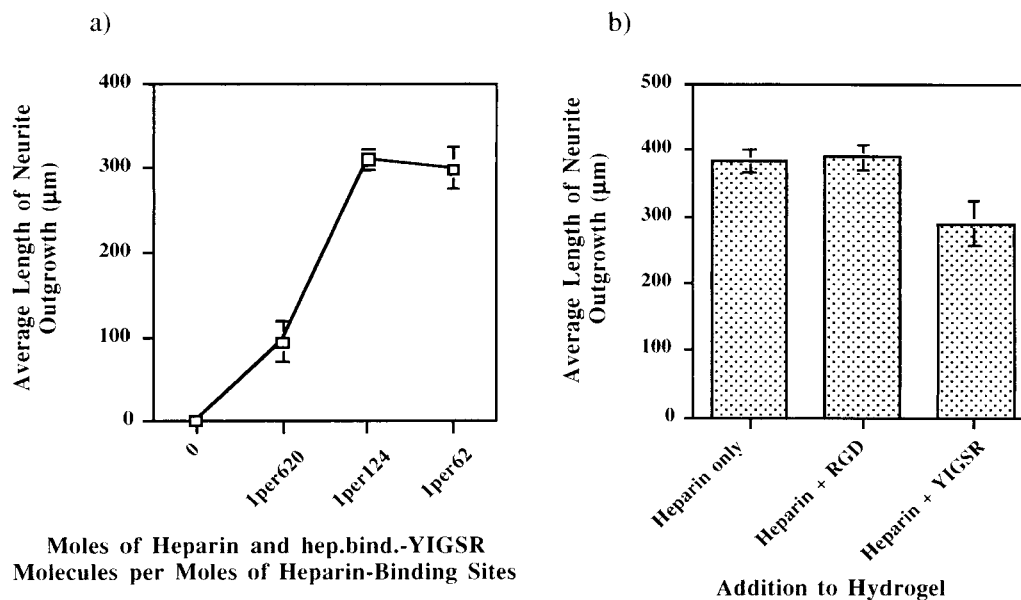 a)
400
300
200
100
0
Average Length of Neurite
Outgrowth (μm)
0
1per620
1per124
1per62
Moles of Heparin and hep.bind.-YIGSR
Molecules per Moles of Heparin-Binding Sites
b)
500
400
300
200
100
0
Average Length of Neurite
Outgrowth (μm)
Heparin only
Heparin + RGD
Heparin + YIGSR
Addition to Hydrogel